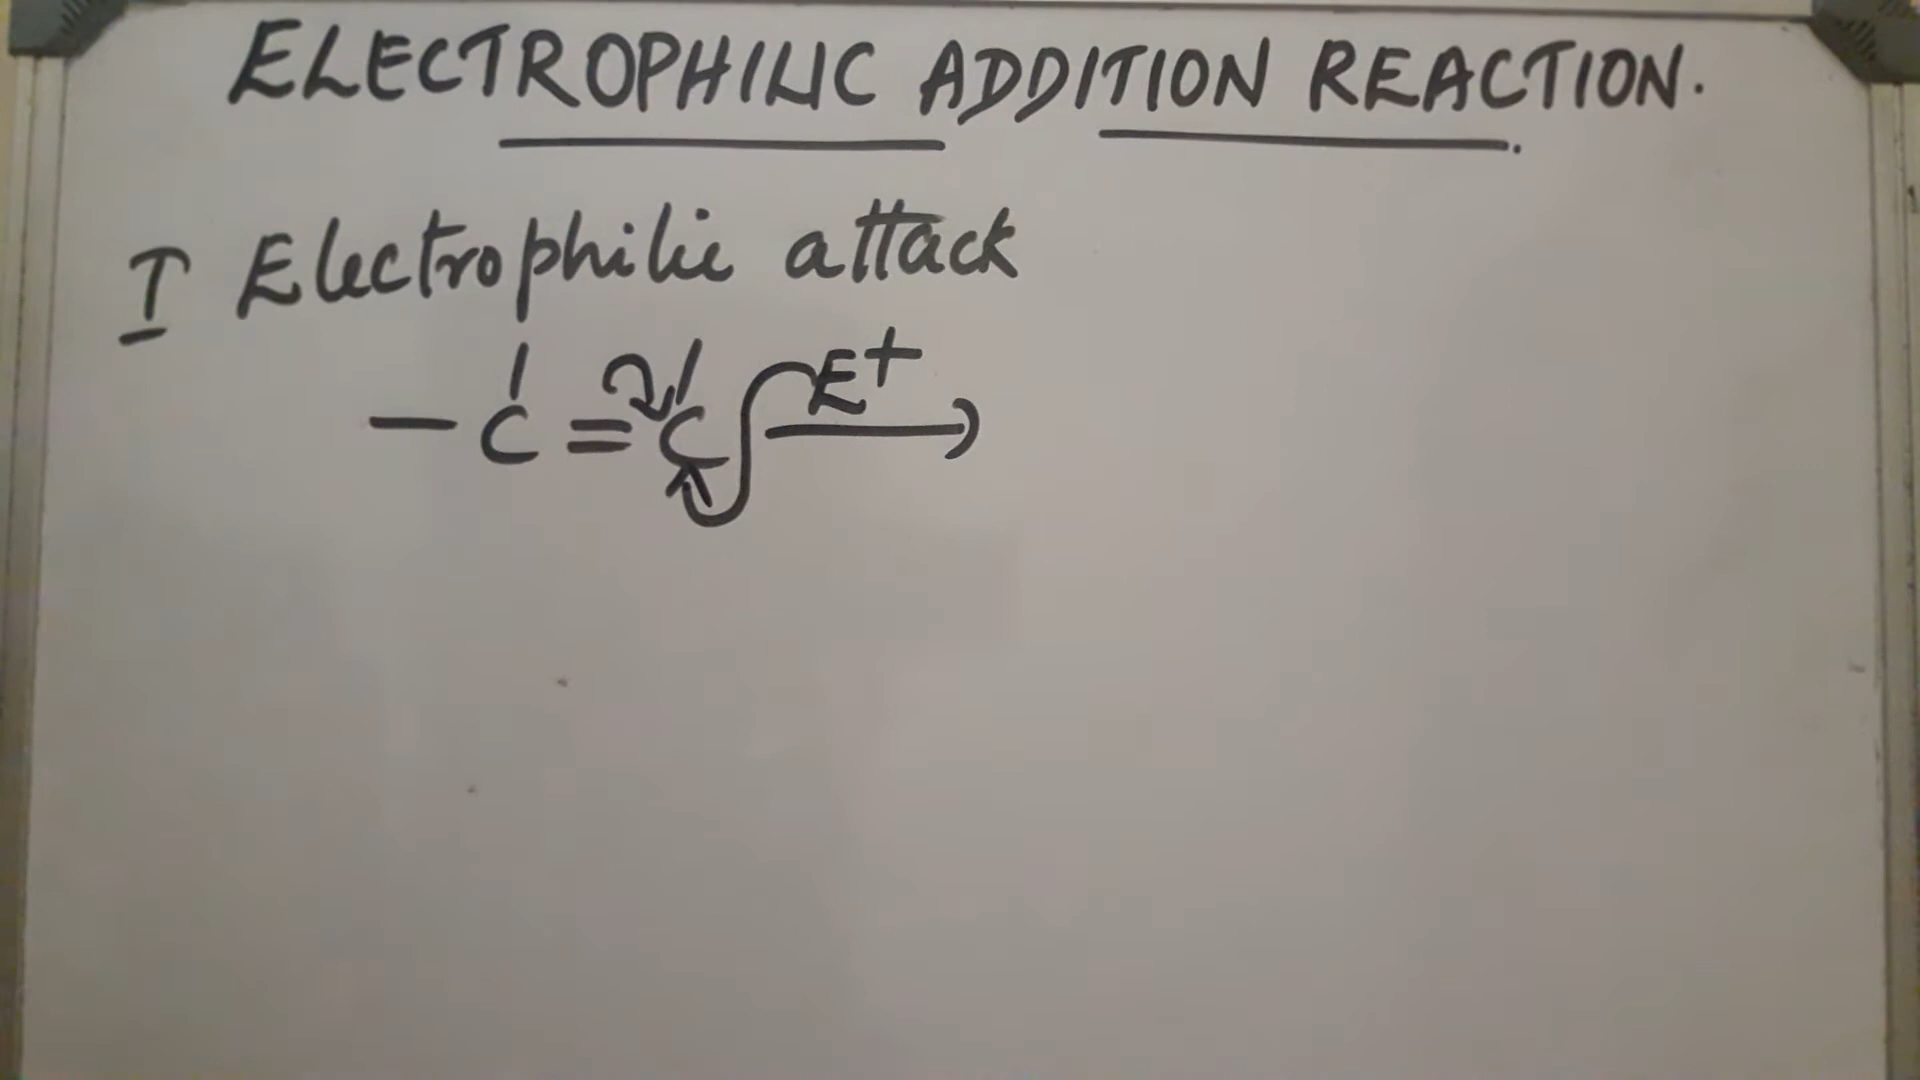 ELECTROPHILIC ADDITION REACTION.
I Electrophilic attack
E+
— C = C